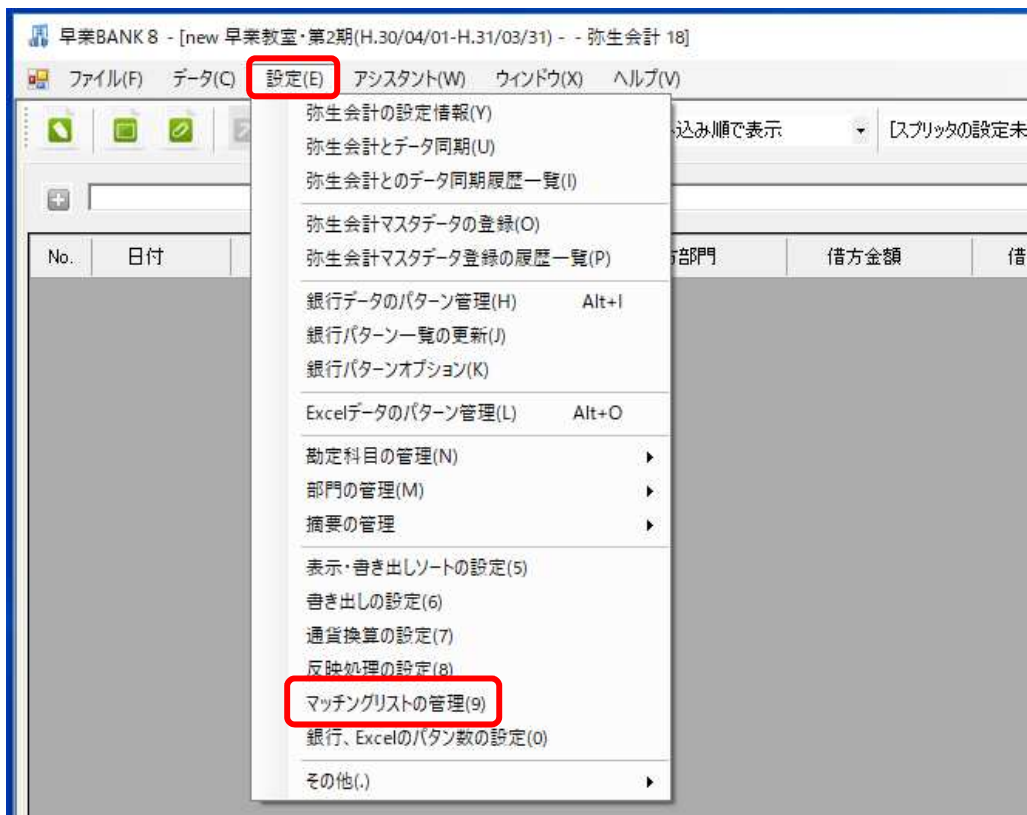 早業BANK 8 - [new 早業教室・第2期(H.30/04/01-H.31/03/31) - - 弥生会計 18]
ファイル(F) データ(C) 設定(E) アシスタント(W) ウィンドウ(X) ヘルプ(V)
弥生会計の設定情報(Y)
込み順で表示 [スプリッタの設定未
弥生会計とデータ同期(U)
弥生会計とのデータ同期履歴一覧(I)
弥生会計マスタデータの登録(O)
No. 日付 部門 借方金額 借
弥生会計マスタデータ登録の履歴一覧(P)
銀行データのパターン管理(H) Alt+I
銀行パターン一覧の更新(J)
銀行パターンオプション(K)
Excelデータのパターン管理(L) Alt+O
勘定科目の管理(N)
部門の管理(M)
摘要の管理
表示・書き出しソートの設定(5)
書き出しの設定(6)
通貨換算の設定(7)
反映処理の設定(8)
マッチングリストの管理(9)
銀行、Excelのパタン数の設定(0)
その他(.)